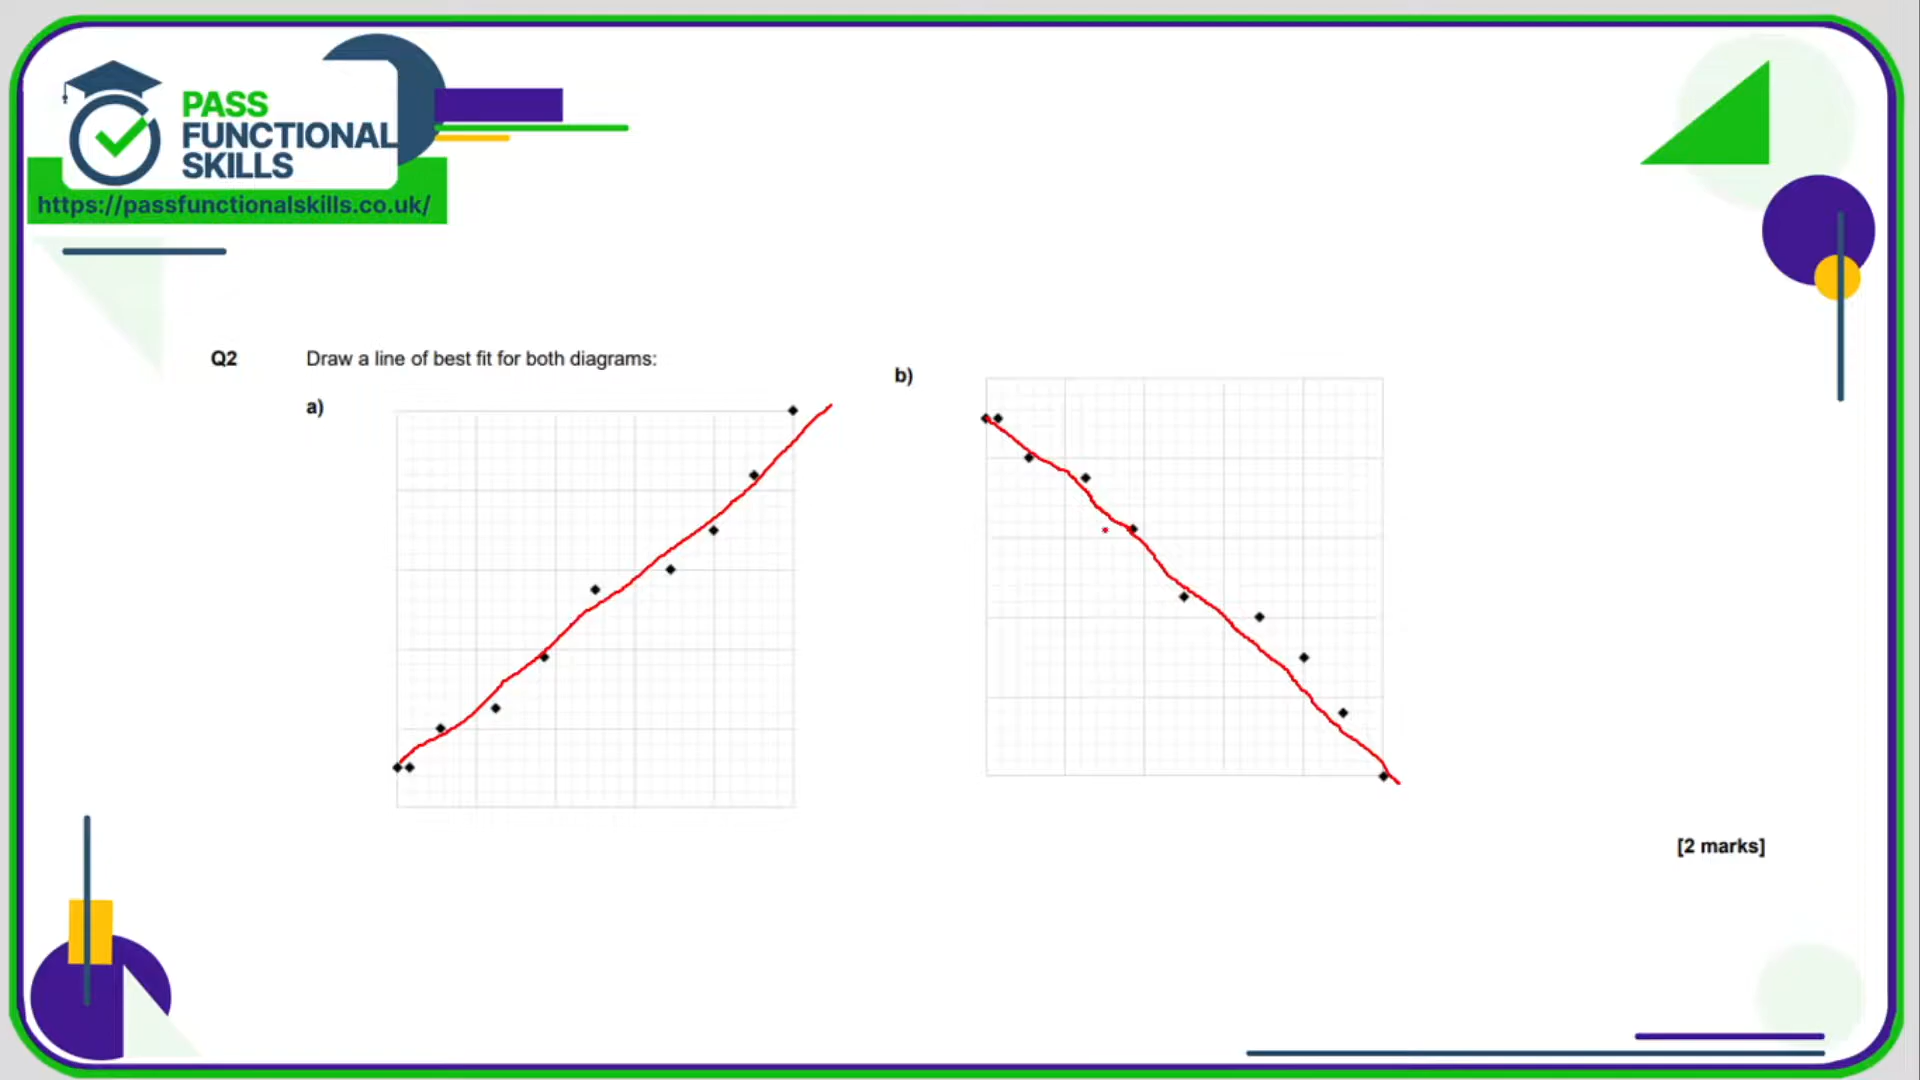 PASS
FUNCTIONAL
SKILLS
https://passfunctionalskills.co.uk/
Q2 Draw a line of best fit for both diagrams:
a)
b)
[2 marks]